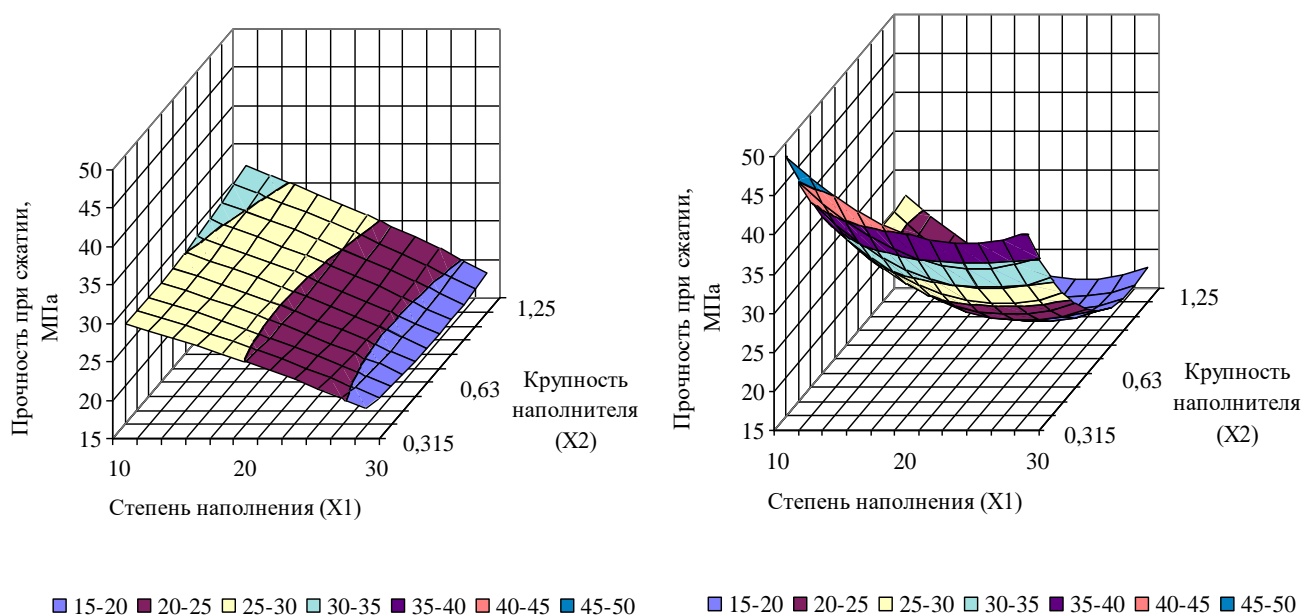 Прочность при сжатии,
МПа
50
45
40
35
30
25
20
15
10
20
30
0,315
0,63
1,25
Крупность
наполнителя
(Х2)
Степень наполнения (Х1)
15-20 20-25 25-30 30-35 35-40 40-45 45-50
Прочность при сжатии,
МПа
50
45
40
35
30
25
20
15
10
20
30
0,315
0,63
1,25
Крупность
наполнителя
(Х2)
Степень наполнения (Х1)
15-20 20-25 25-30 30-35 35-40 40-45 45-50